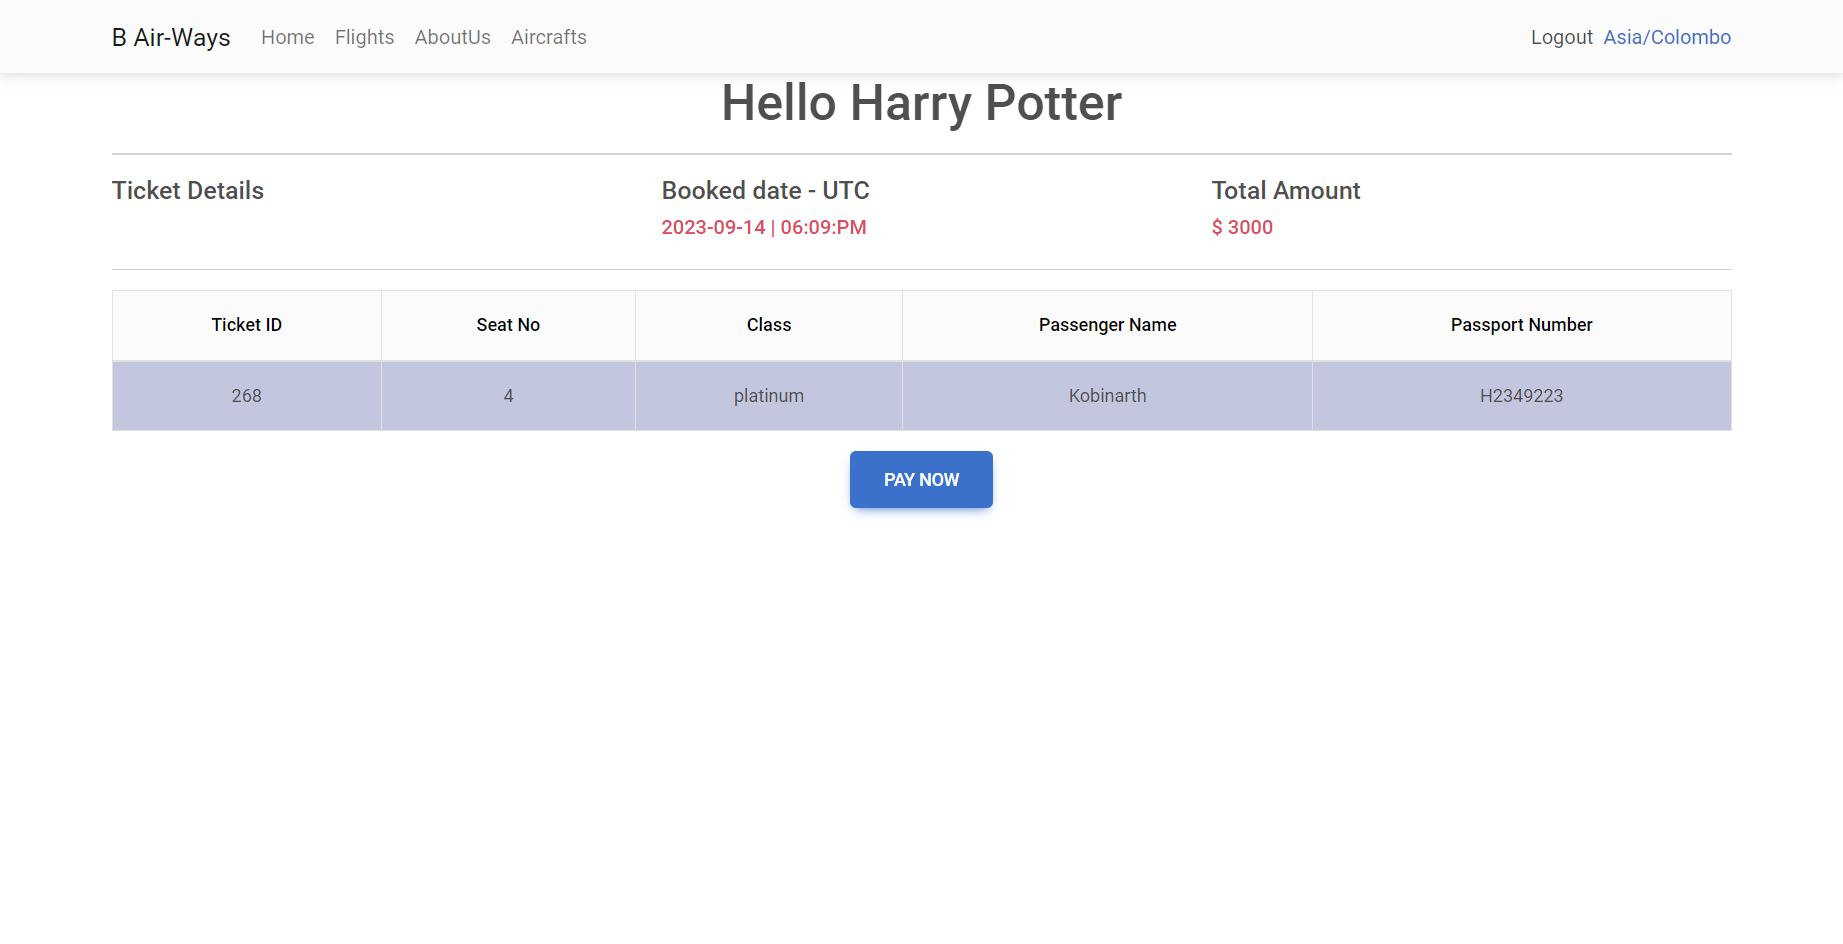 B Air-Ways Home Flights AboutUs Aircrafts Logout Asia/Colombo
Hello Harry Potter
Ticket Details Booked date - UTC Total Amount
2023-09-14 | 06:09:PM $ 3000
Ticket ID Seat No Class Passenger Name Passport Number
268 4 platinum Kobinarth H2349223
PAY NOW